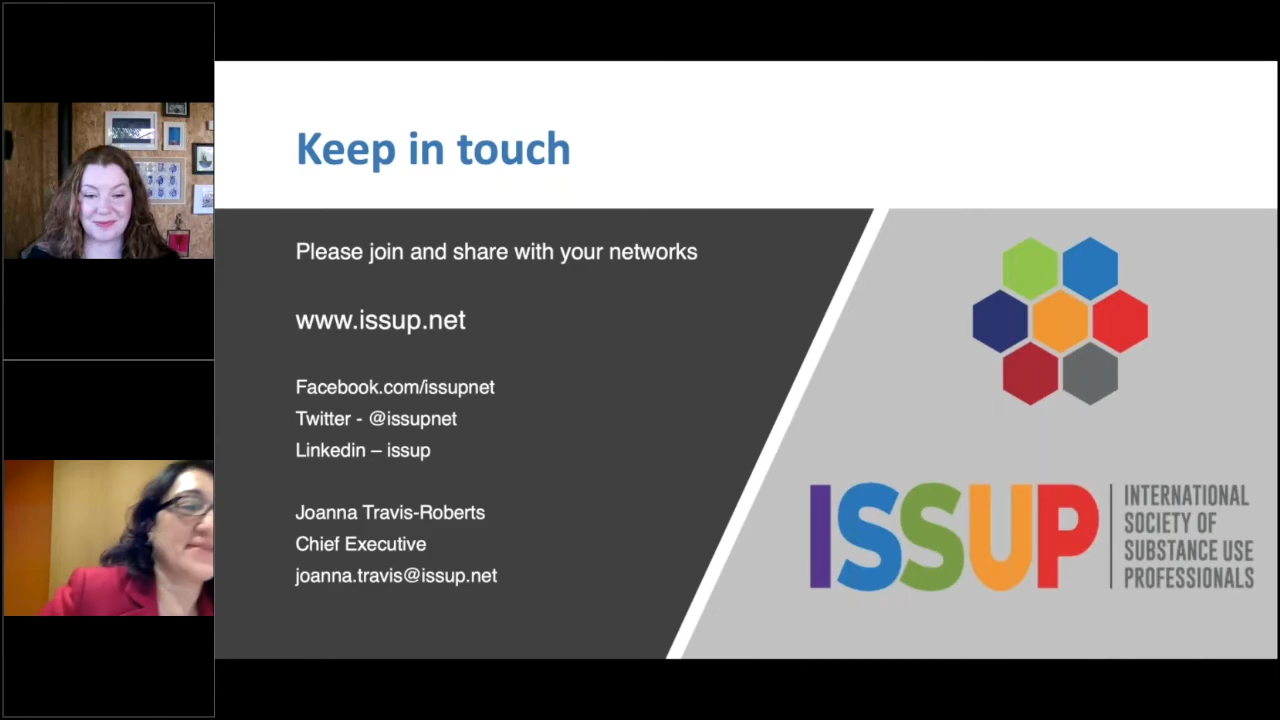 Keep in touch
Please join and share with your networks
www.issup.net
Facebook.com/issupnet
Twitter - @issupnet
Linkedin – issup
Joanna Travis-Roberts
Chief Executive
joanna.travis@issup.net
ISSUP
INTERNATIONAL
SOCIETY OF
SUBSTANCE USE
PROFESSIONALS